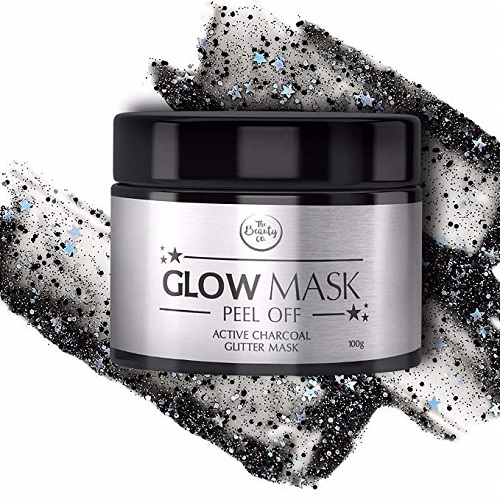 The
Beauty
Co.
GLOW MASK
PEEL OFF
ACTIVE CHARCOAL
GLITTER MASK
100g